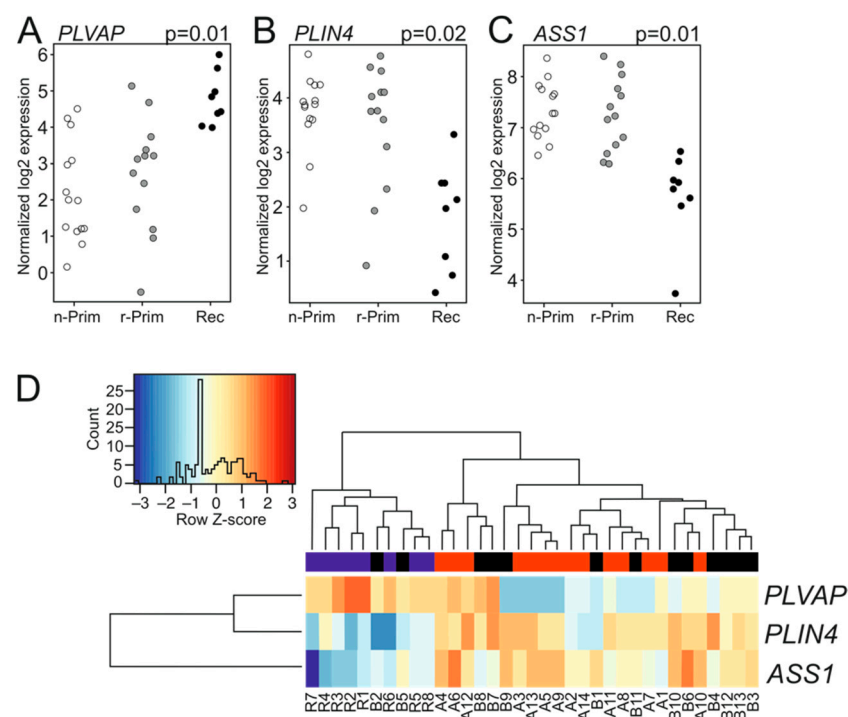 A PLVAP p=0.01
B PLIN4 p=0.02
C ASS1 p=0.01
Normalized log2 expression
6
5
4
3
2
1
0
n-Prim r-Prim Rec
Normalized log2 expression
4
3
2
1
n-Prim r-Prim Rec
Normalized log2 expression
8
7
6
5
4
n-Prim r-Prim Rec
D
Count
25
20
15
10
5
0
−3 −2 −1 0 1 2 3
Row Z-score
PLVAP
PLIN4
ASS1
R7 R4 R3 R2 R1 B2 R6 B5 R5 R8 A4 A6 A12 B8 B7 B9 A3 A13 A5 A9 A2 A14 B1 A11 A8 B11 A7 A1 B10 B6 A10 B4 B12 B13 B3